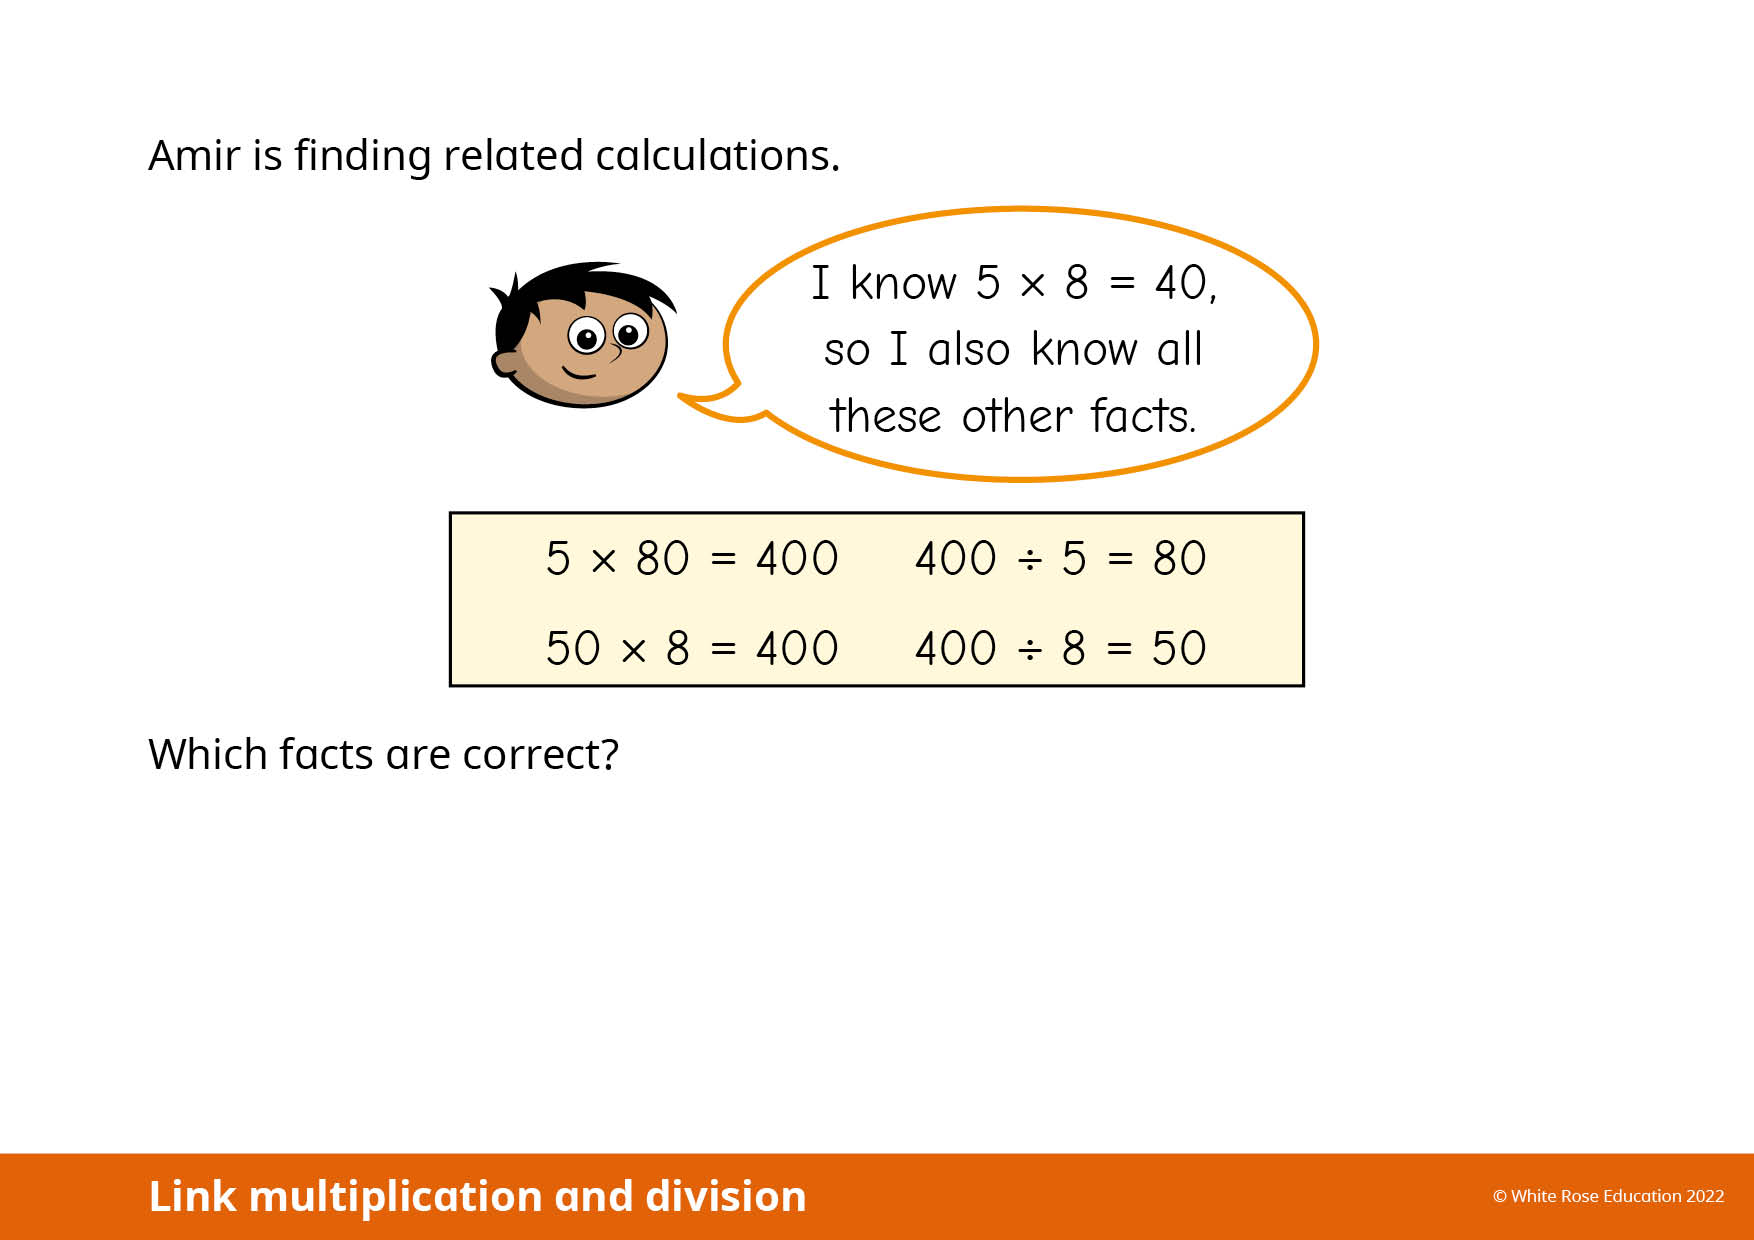 Amir is finding related calculations.
I know 5 × 8 = 40,
so I also know all
these other facts.
5 × 80 = 400 400 ÷ 5 = 80
50 × 8 = 400 400 ÷ 8 = 50
Which facts are correct?
Link multiplication and division
© White Rose Education 2022